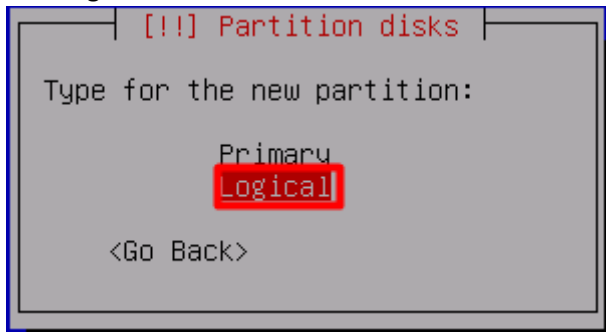 [!!] Partition disks
Type for the new partition:
Primary
Logical
<Go Back>